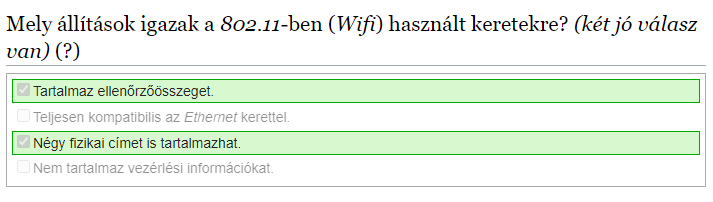 Mely állítások igazak a 802.11-ben (Wifi) használt keretekre? (két jó válasz
van) (?)
Tartalmaz ellenőrzőösszeget.
Teljesen kompatibilis az Ethernet kerettel.
Négy fizikai címet is tartalmazhat.
Nem tartalmaz vezérlési információkat.